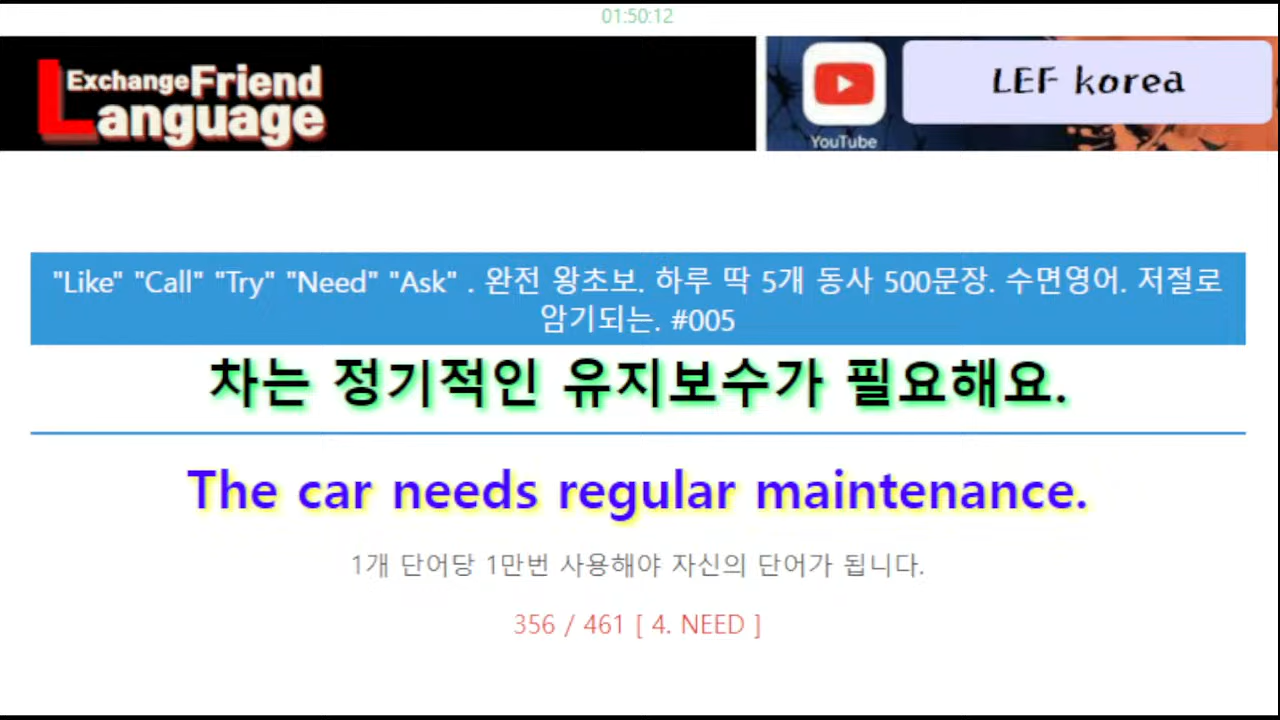 01:50:12
Exchange Friend
Language
LEF korea
YouTube
"Like" "Call" "Try" "Need" "Ask" . 완전 왕초보. 하루 딱 5개 동사 500문장. 수면영어. 저절로
암기되는. #005
차는 정기적인 유지보수가 필요해요.
The car needs regular maintenance.
1개 단어당 1만번 사용해야 자신의 단어가 됩니다.
356 / 461 [ 4. NEED ]